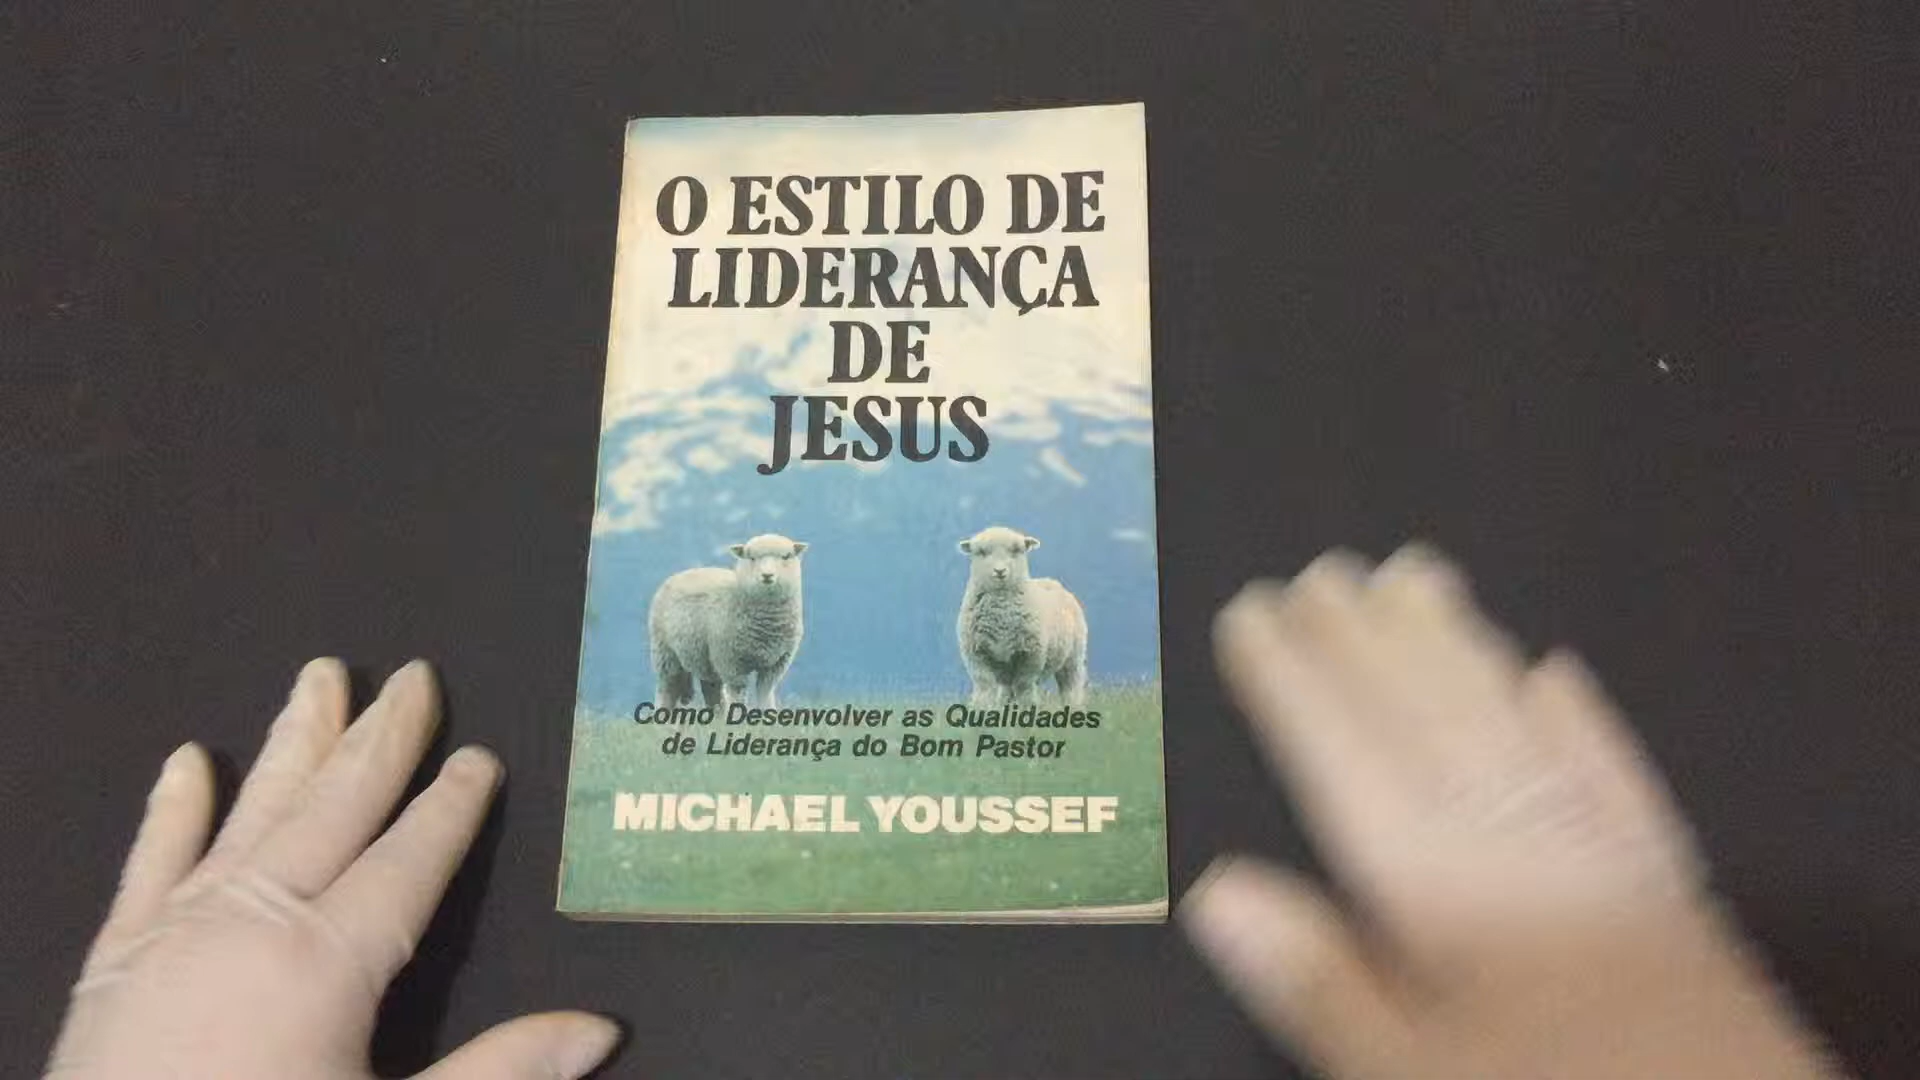 O ESTILO DE
LIDERANÇA
DE
JESUS
Como Desenvolver as Qualidades
de Liderança do Bom Pastor
MICHAEL YOUSSEF